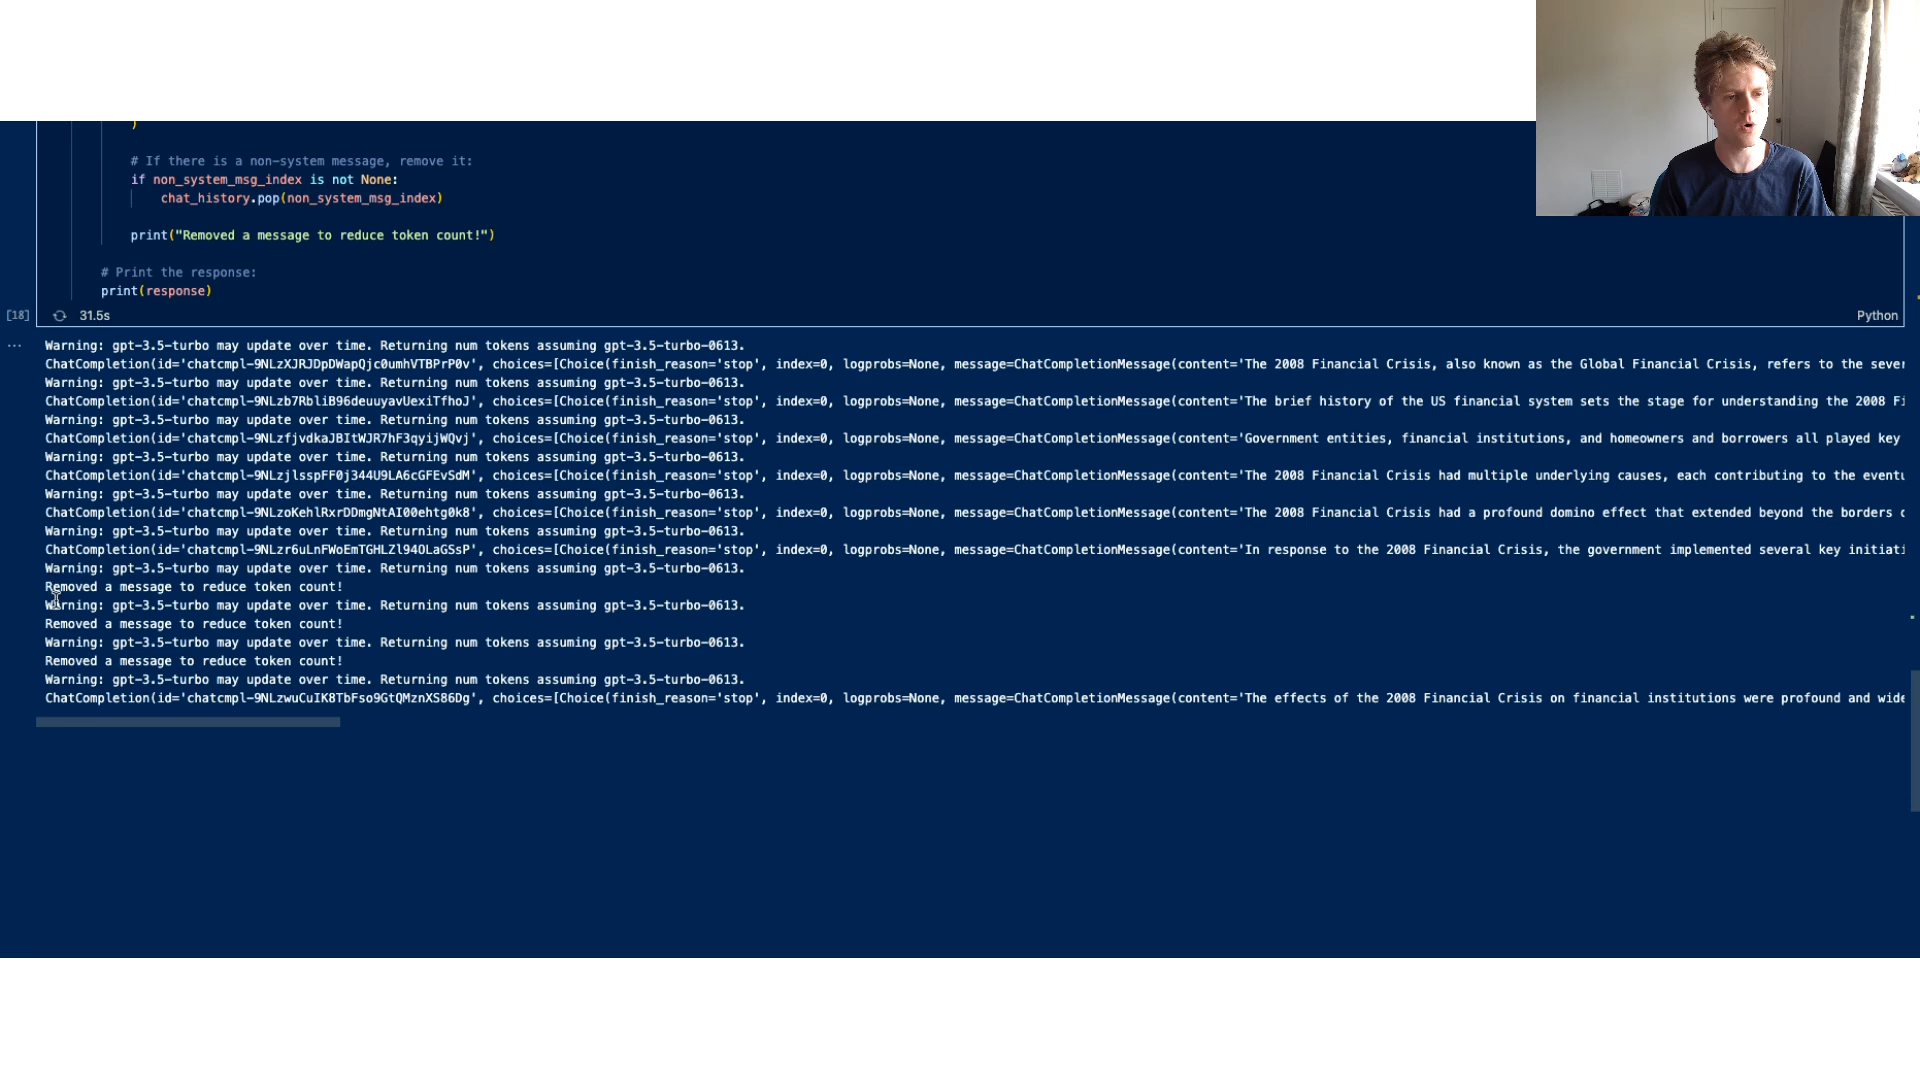 )
# If there is a non-system message, remove it:
if non_system_msg_index is not None:
chat_history.pop(non_system_msg_index)
print("Removed a message to reduce token count!")
# Print the response:
print(response)
[18] 31.5s Python
... Warning: gpt-3.5-turbo may update over time. Returning num tokens assuming gpt-3.5-turbo-0613.
ChatCompletion(id='chatcmpl-9NLzXJRJDpDWapQjc0umhVTBPrP0v', choices=[Choice(finish_reason='stop', index=0, logprobs=None, message=ChatCompletionMessage(content='The 2008 Financial Crisis, also known as the Global Financial Crisis, refers to the sever
Warning: gpt-3.5-turbo may update over time. Returning num tokens assuming gpt-3.5-turbo-0613.
ChatCompletion(id='chatcmpl-9NLzb7RbliB96deuuyavUexiTfhoJ', choices=[Choice(finish_reason='stop', index=0, logprobs=None, message=ChatCompletionMessage(content='The brief history of the US financial system sets the stage for understanding the 2008 Fi
Warning: gpt-3.5-turbo may update over time. Returning num tokens assuming gpt-3.5-turbo-0613.
ChatCompletion(id='chatcmpl-9NLzfjvdkaJBItWJR7hF3qyijWQvj', choices=[Choice(finish_reason='stop', index=0, logprobs=None, message=ChatCompletionMessage(content='Government entities, financial institutions, and homeowners and borrowers all played key
Warning: gpt-3.5-turbo may update over time. Returning num tokens assuming gpt-3.5-turbo-0613.
ChatCompletion(id='chatcmpl-9NLzjlsspFF0j344U9LA6cGFEvSdM', choices=[Choice(finish_reason='stop', index=0, logprobs=None, message=ChatCompletionMessage(content='The 2008 Financial Crisis had multiple underlying causes, each contributing to the eventu
Warning: gpt-3.5-turbo may update over time. Returning num tokens assuming gpt-3.5-turbo-0613.
ChatCompletion(id='chatcmpl-9NLzoKehlRxrDDmgNtAI00ehtg0k8', choices=[Choice(finish_reason='stop', index=0, logprobs=None, message=ChatCompletionMessage(content='The 2008 Financial Crisis had a profound domino effect that extended beyond the borders o
Warning: gpt-3.5-turbo may update over time. Returning num tokens assuming gpt-3.5-turbo-0613.
ChatCompletion(id='chatcmpl-9NLzr6uLnFWoEmTGHLZl94OLaGSsP', choices=[Choice(finish_reason='stop', index=0, logprobs=None, message=ChatCompletionMessage(content='In response to the 2008 Financial Crisis, the government implemented several key initiati
Warning: gpt-3.5-turbo may update over time. Returning num tokens assuming gpt-3.5-turbo-0613.
Removed a message to reduce token count!
Warning: gpt-3.5-turbo may update over time. Returning num tokens assuming gpt-3.5-turbo-0613.
Removed a message to reduce token count!
Warning: gpt-3.5-turbo may update over time. Returning num tokens assuming gpt-3.5-turbo-0613.
Removed a message to reduce token count!
Warning: gpt-3.5-turbo may update over time. Returning num tokens assuming gpt-3.5-turbo-0613.
ChatCompletion(id='chatcmpl-9NLzwuCuIK8TbFso9GtQMznXS86Dg', choices=[Choice(finish_reason='stop', index=0, logprobs=None, message=ChatCompletionMessage(content='The effects of the 2008 Financial Crisis on financial institutions were profound and wide